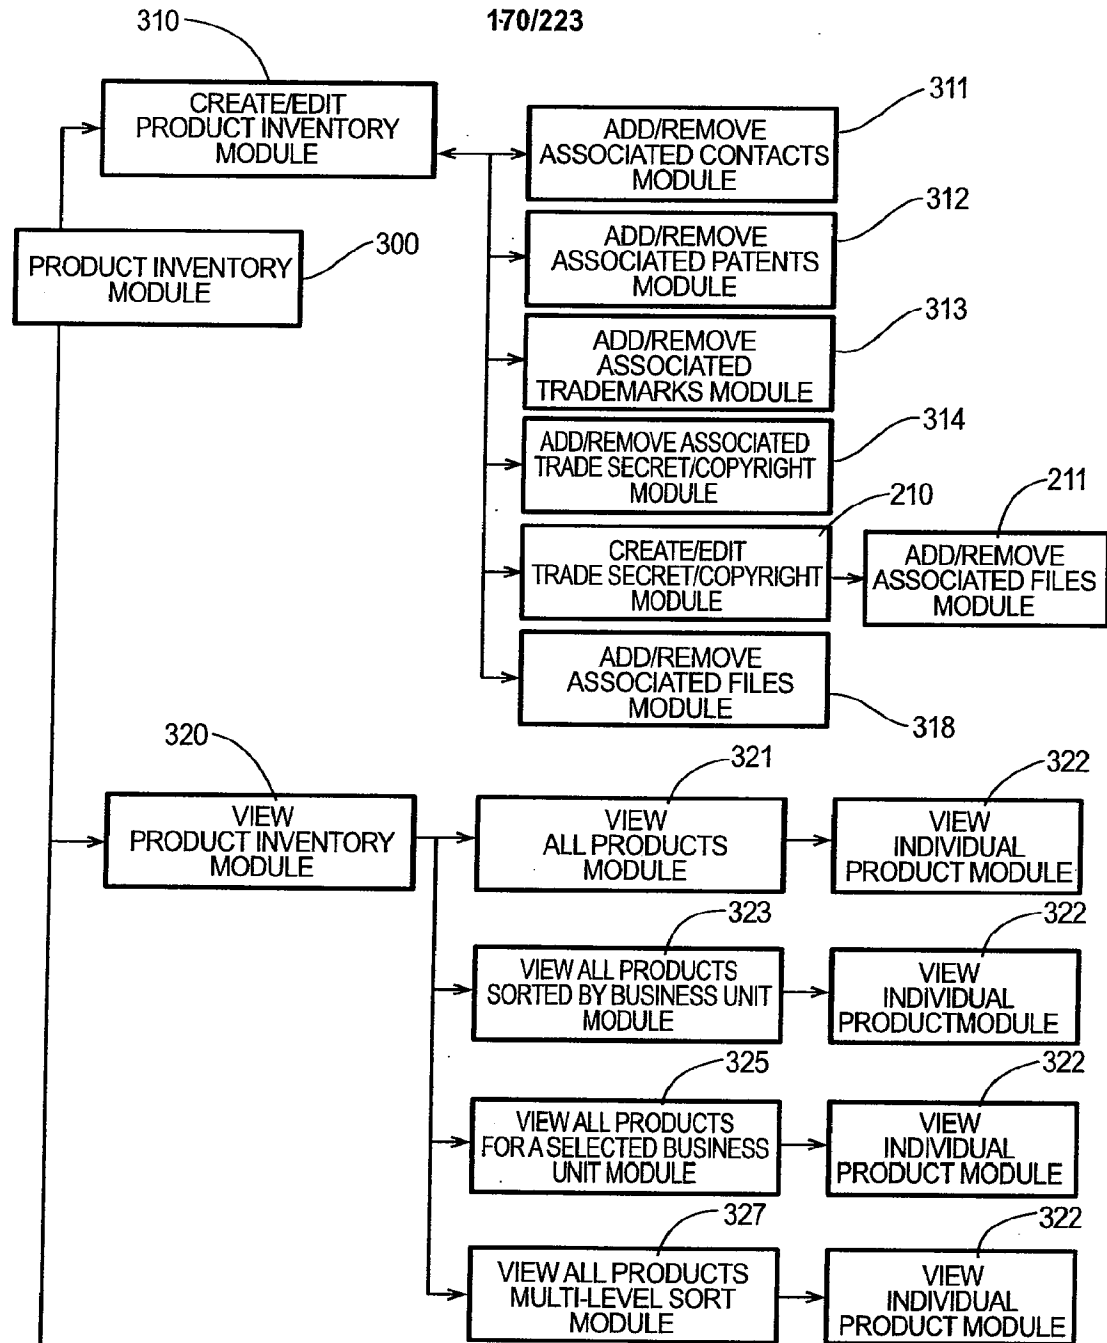 170/223
310
CREATE/EDIT
PRODUCT INVENTORY
MODULE
311
ADD/REMOVE
ASSOCIATED CONTACTS
MODULE
300
PRODUCT INVENTORY
MODULE
312
ADD/REMOVE
ASSOCIATED PATENTS
MODULE
313
ADD/REMOVE
ASSOCIATED
TRADEMARKS MODULE
314
ADD/REMOVE ASSOCIATED
TRADE SECRET/COPYRIGHT
MODULE
210
CREATE/EDIT
TRADE SECRET/COPYRIGHT
MODULE
211
ADD/REMOVE
ASSOCIATED FILES
MODULE
ADD/REMOVE
ASSOCIATED FILES
MODULE
318
320
VIEW
PRODUCT INVENTORY
MODULE
321
VIEW
ALL PRODUCTS
MODULE
322
VIEW
INDIVIDUAL
PRODUCT MODULE
323
VIEW ALL PRODUCTS
SORTED BY BUSINESS UNIT
MODULE
322
VIEW
INDIVIDUAL
PRODUCTMODULE
325
VIEW ALL PRODUCTS
FOR A SELECTED BUSINESS
UNIT MODULE
322
VIEW
INDIVIDUAL
PRODUCT MODULE
327
VIEW ALL PRODUCTS
MULTI-LEVEL SORT
MODULE
322
VIEW
INDIVIDUAL
PRODUCT MODULE